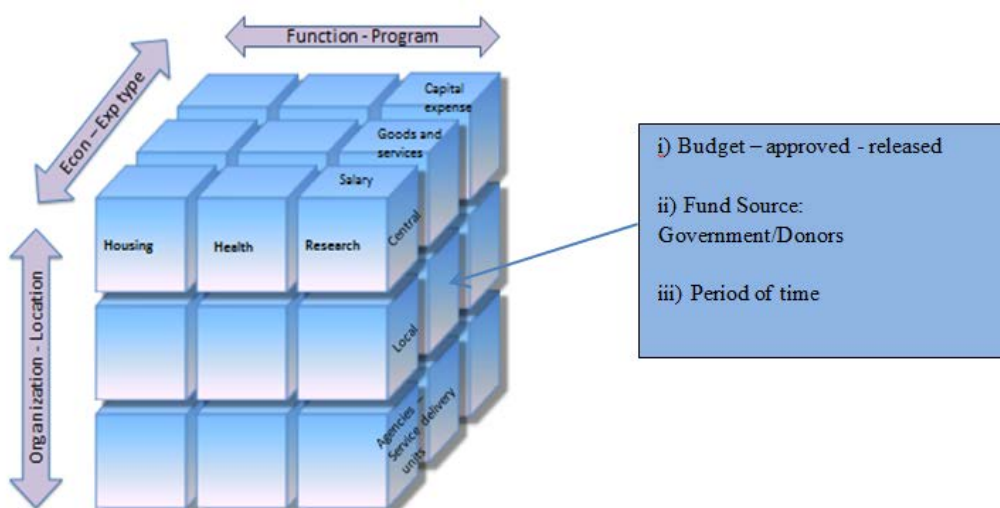 Function - Program
Econ – Exp type
Capital
expense
Goods and
services
Salary
Housing
Health
Research
Central
Local
Agencies –
Service delivery
units
Organization - Location
i) Budget – approved - released
ii) Fund Source:
Government/Donors
iii) Period of time